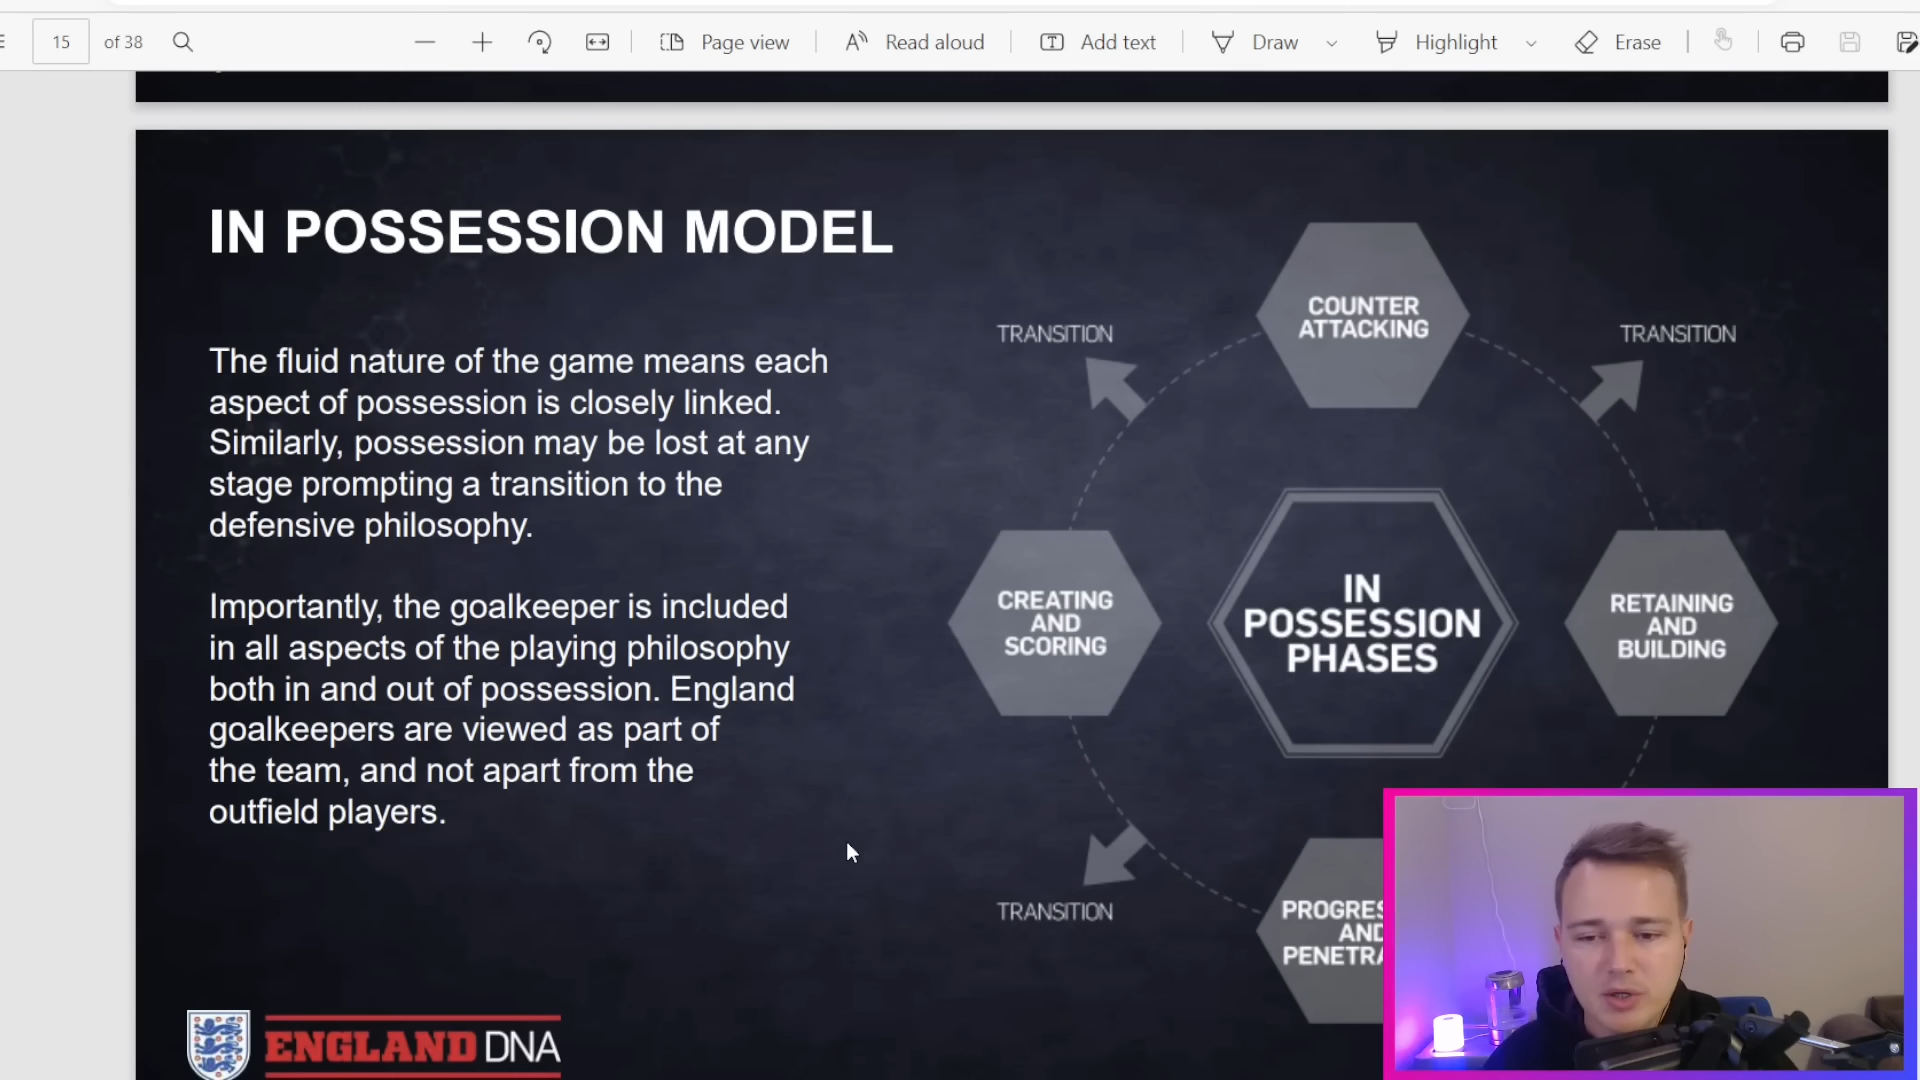 15 of 38 Page view Read aloud Add text Draw Highlight Erase
IN POSSESSION MODEL
The fluid nature of the game means each
aspect of possession is closely linked.
Similarly, possession may be lost at any
stage prompting a transition to the
defensive philosophy.
Importantly, the goalkeeper is included
in all aspects of the playing philosophy
both in and out of possession. England
goalkeepers are viewed as part of
the team, and not apart from the
outfield players.
COUNTER
ATTACKING
TRANSITION
TRANSITION
CREATING
AND
SCORING
IN
POSSESSION
PHASES
RETAINING
AND
BUILDING
TRANSITION
PROGRES
AND
PENETRA
ENGLAND DNA